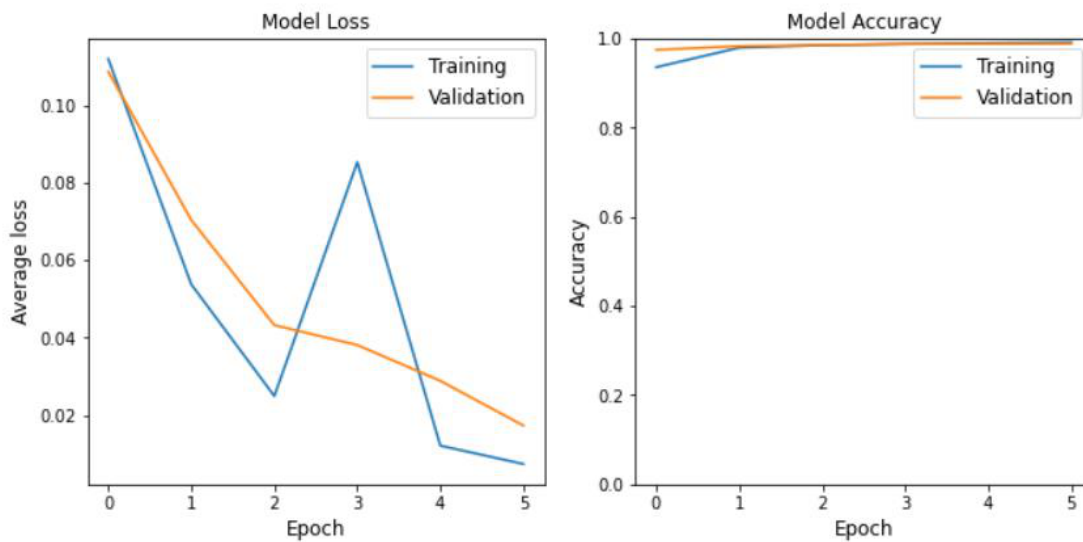 Model Loss
Training
Validation
0.10
0.08
0.06
0.04
0.02
Average loss
0 1 2 3 4 5
Epoch
Model Accuracy
Training
Validation
1.0
0.8
0.6
0.4
0.2
0.0
Accuracy
0 1 2 3 4 5
Epoch